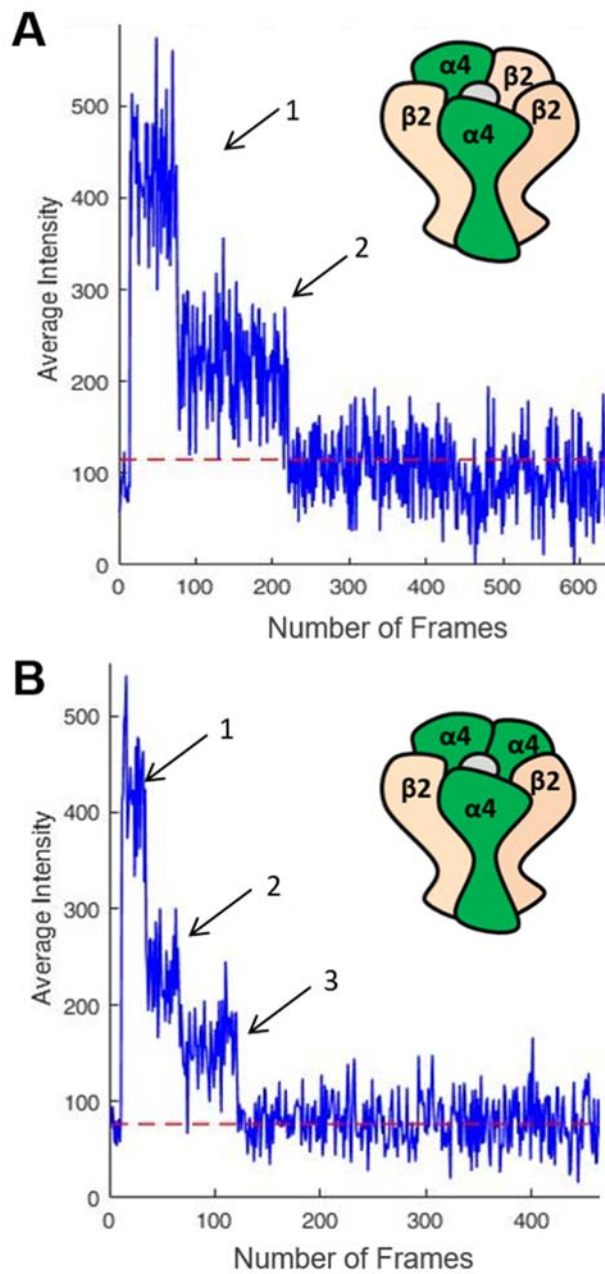 A
Average Intensity
500
400
300
200
100
0
1
2
α4
β2
β2
β2
α4
0 100 200 300 400 500 600
Number of Frames
B
Average Intensity
500
400
300
200
100
0
1
2
3
α4
α4
β2
β2
α4
0 100 200 300 400
Number of Frames